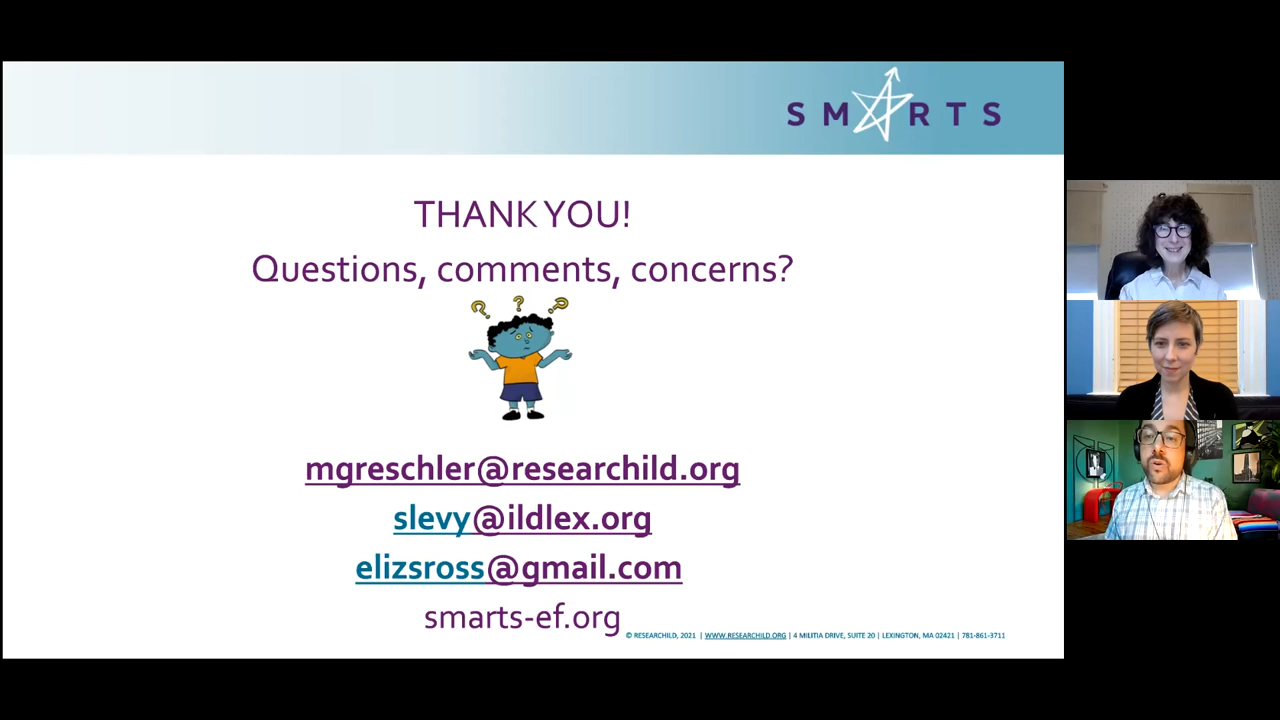 SMARTS
THANK YOU!
Questions, comments, concerns?
? ? ?
mgreschler@researchild.org
slevy@ildlex.org
elizsross@gmail.com
smarts-ef.org
© RESEARCHILD, 2021 | WWW.RESEARCHILD.ORG | 4 MILITIA DRIVE, SUITE 20 | LEXINGTON, MA 02421 | 781-861-3711